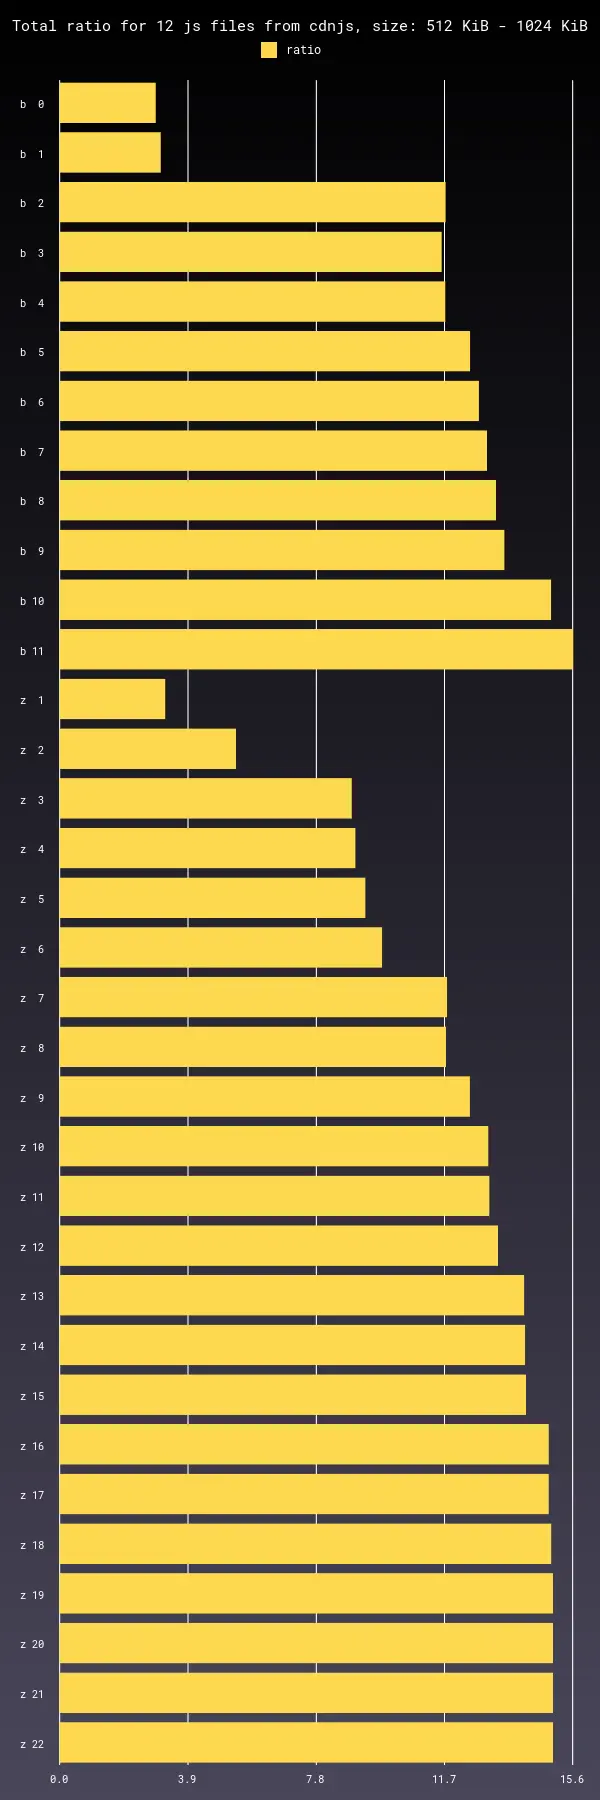 Total ratio for 12 js files from cdnjs, size: 512 KiB - 1024 KiB
ratio
b 0
b 1
b 2
b 3
b 4
b 5
b 6
b 7
b 8
b 9
b 10
b 11
z 1
z 2
z 3
z 4
z 5
z 6
z 7
z 8
z 9
z 10
z 11
z 12
z 13
z 14
z 15
z 16
z 17
z 18
z 19
z 20
z 21
z 22
0.0 3.9 7.8 11.7 15.6